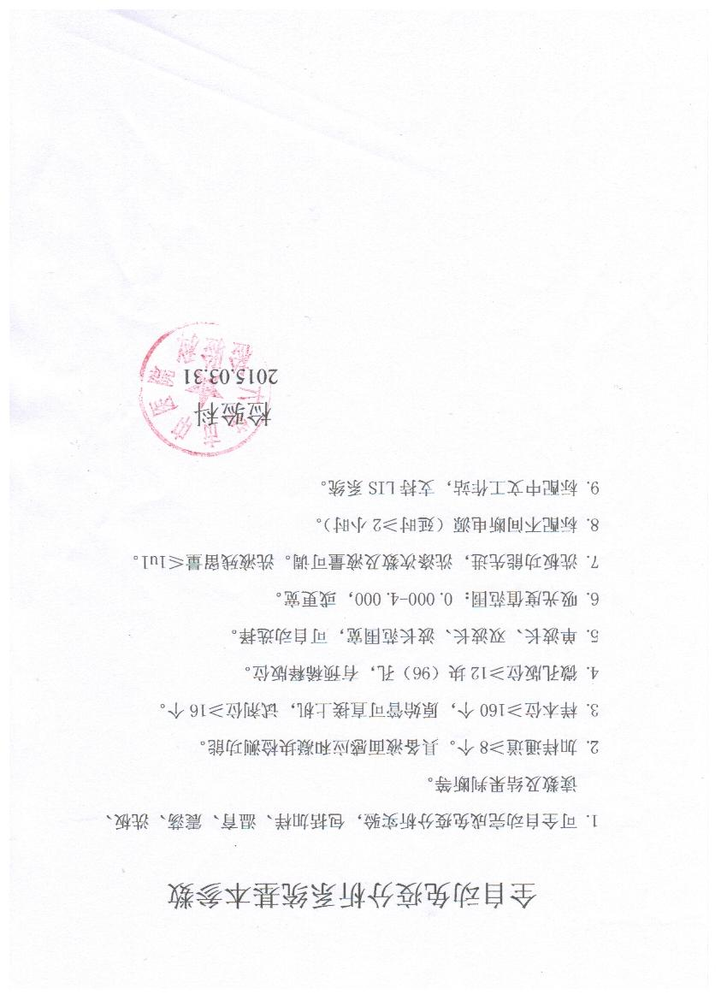 全自动免疫分析系统基本参数
1. 可全自动完成免疫分析实验，包括加样、温育、震荡、洗板、
读数及结果判断等。
2. 加样通道≥8 个。具备液面感应和凝块检测功能。
3. 样本位≥160 个，原始管可直接上机，试剂位≥16 个。
4. 微孔版位≥12 块（96）孔，有预稀释版位。
5. 单波长、双波长、波长范围宽，可自动选择。
6. 吸光度值范围：0.000-4.000，或更宽。
7. 洗板功能先进，洗涤次数及液量可调。洗液残留量≤1ul。
8. 标配不间断电源（延时≥2 小时）。
9. 标配中文工作站，支持 LIS 系统。
检验科
2015.03.31
中医院
检验科